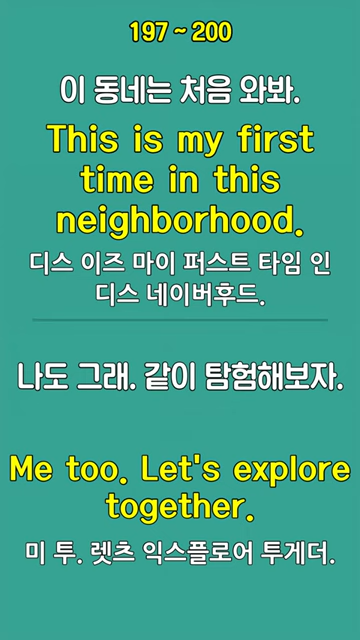 197 ~ 200
이 동네는 처음 와봐.
This is my first
time in this
neighborhood.
디스 이즈 마이 퍼스트 타임 인
디스 네이버후드.
나도 그래. 같이 탐험해보자.
Me too. Let's explore
together.
미 투. 렛츠 익스플로어 투게더.